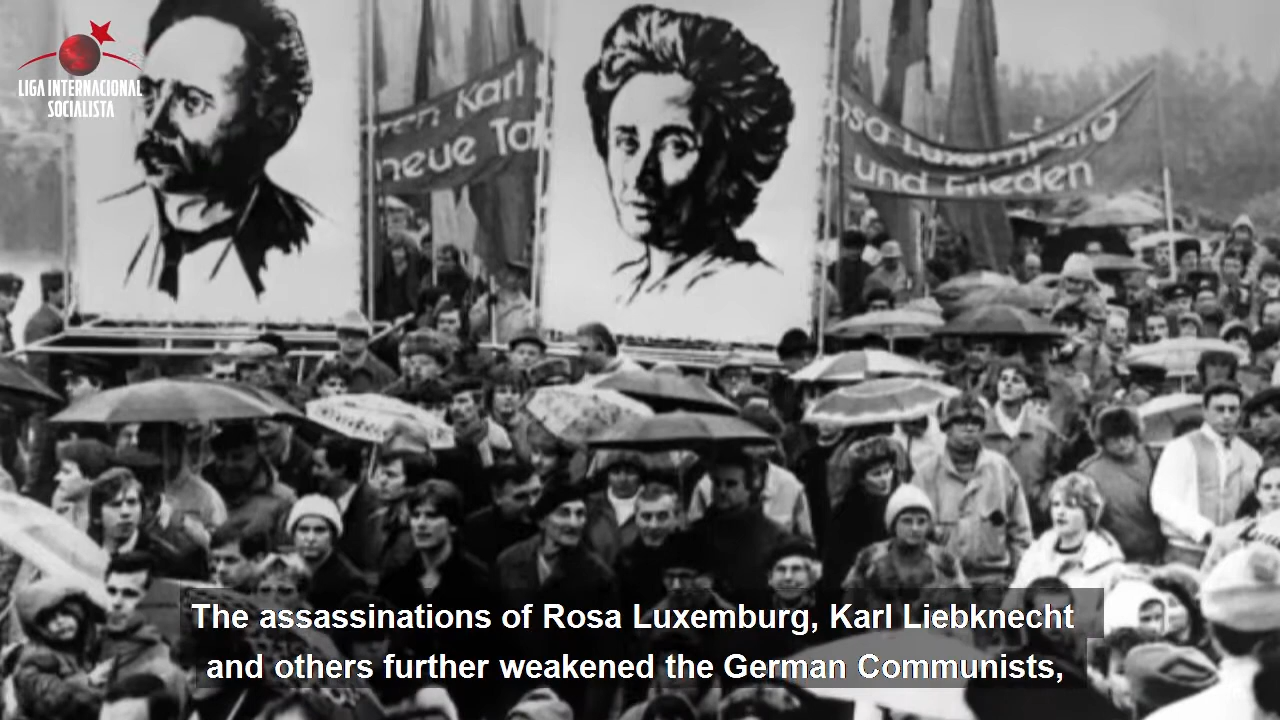 LIGA INTERNACIONAL
SOCIALISTA
Karl
neue
und Frieden
The assassinations of Rosa Luxemburg, Karl Liebknecht
and others further weakened the German Communists,